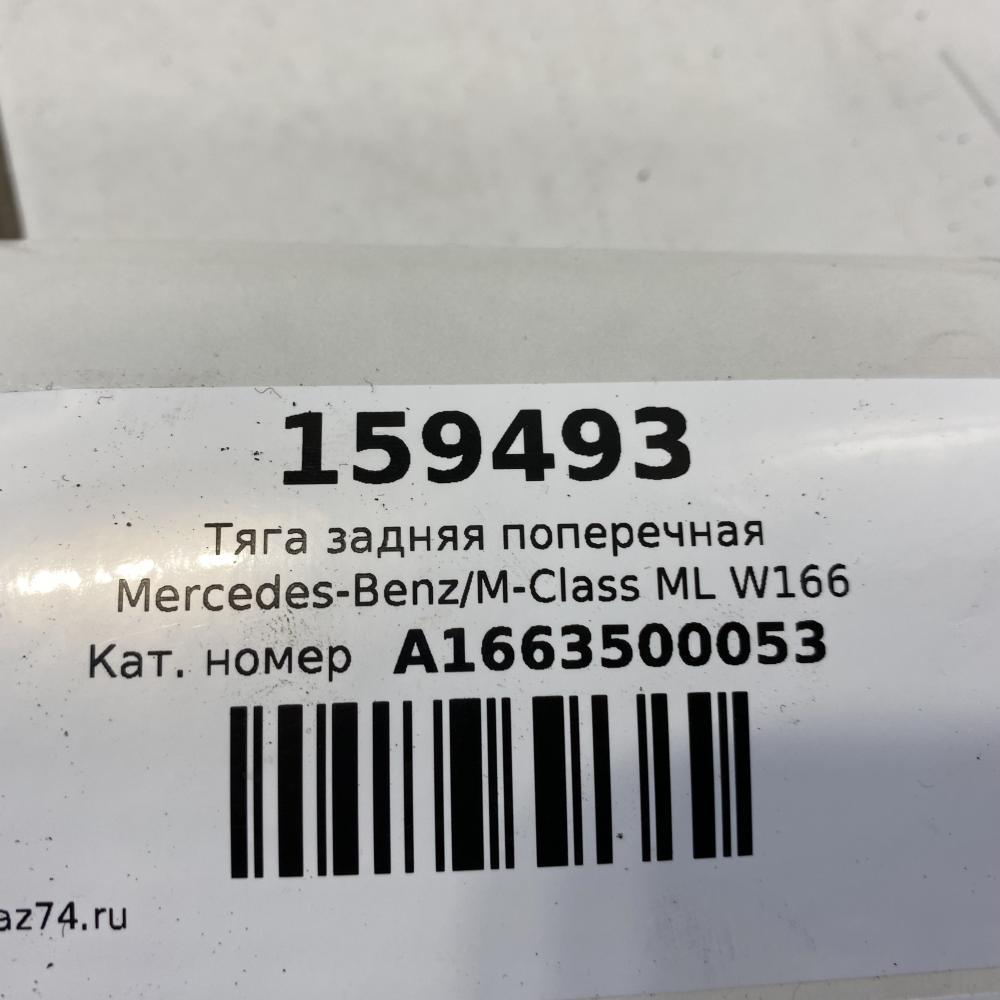 159493
Тяга задняя поперечная
Mercedes-Benz/M-Class ML W166
Кат. номер A1663500053
az74.ru